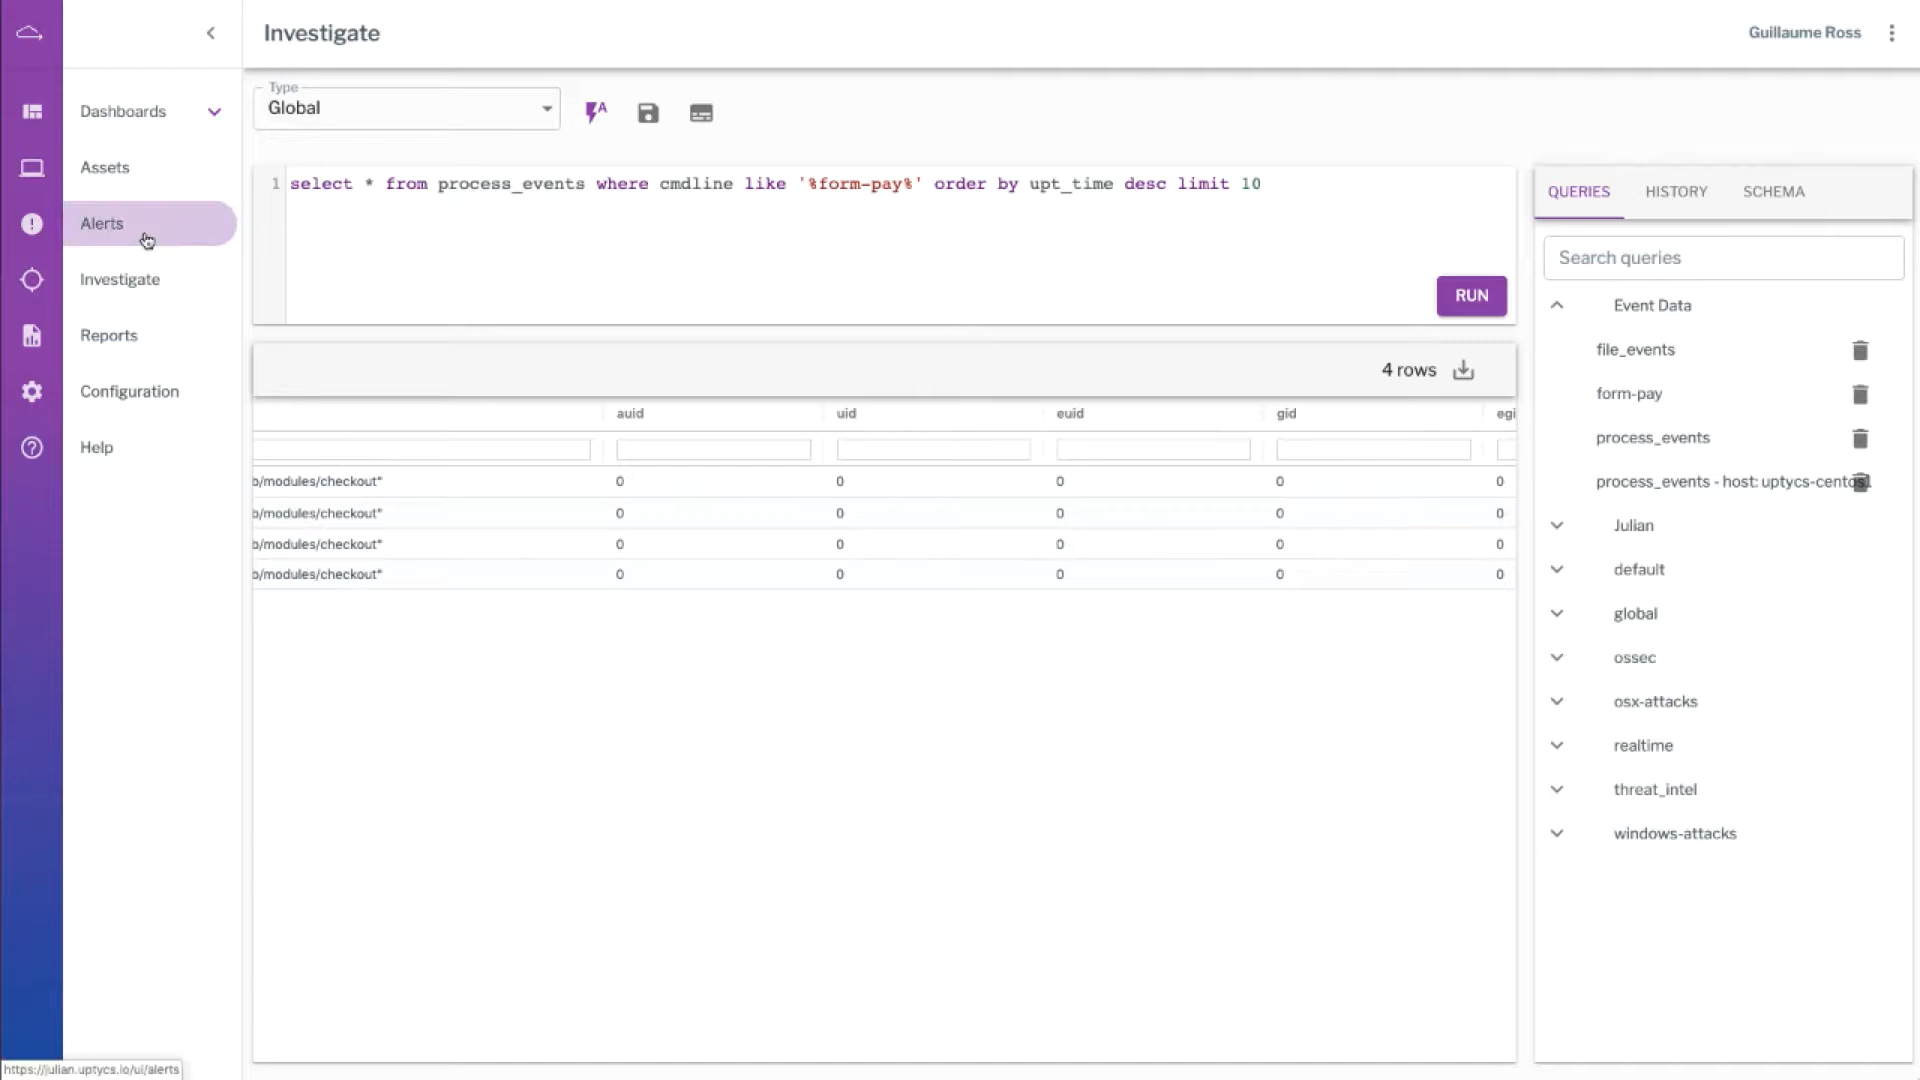 Investigate
Guillaume Ross
Dashboards
Assets
Alerts
Investigate
Reports
Configuration
Help
Type
Global
1 select * from process_events where cmdline like '%form-pay%' order by upt_time desc limit 10
RUN
4 rows
auid uid euid gid egi
b/modules/checkout* 0 0 0 0 0
b/modules/checkout* 0 0 0 0 0
b/modules/checkout* 0 0 0 0 0
b/modules/checkout* 0 0 0 0 0
QUERIES HISTORY SCHEMA
Search queries
Event Data
file_events
form-pay
process_events
process_events - host: uptycs-centos1
Julian
default
global
ossec
osx-attacks
realtime
threat_intel
windows-attacks
https://julian.uptycs.io/ui/alerts